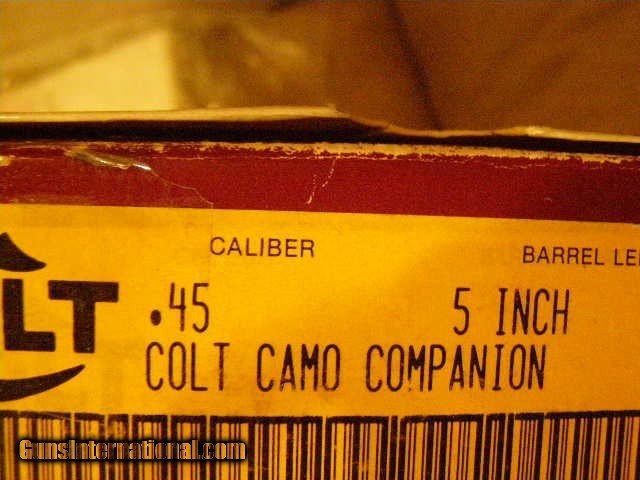 CALIBER
BARREL LE
LT .45 5 INCH
COLT CAMO COMPANION
GunsInternational.com